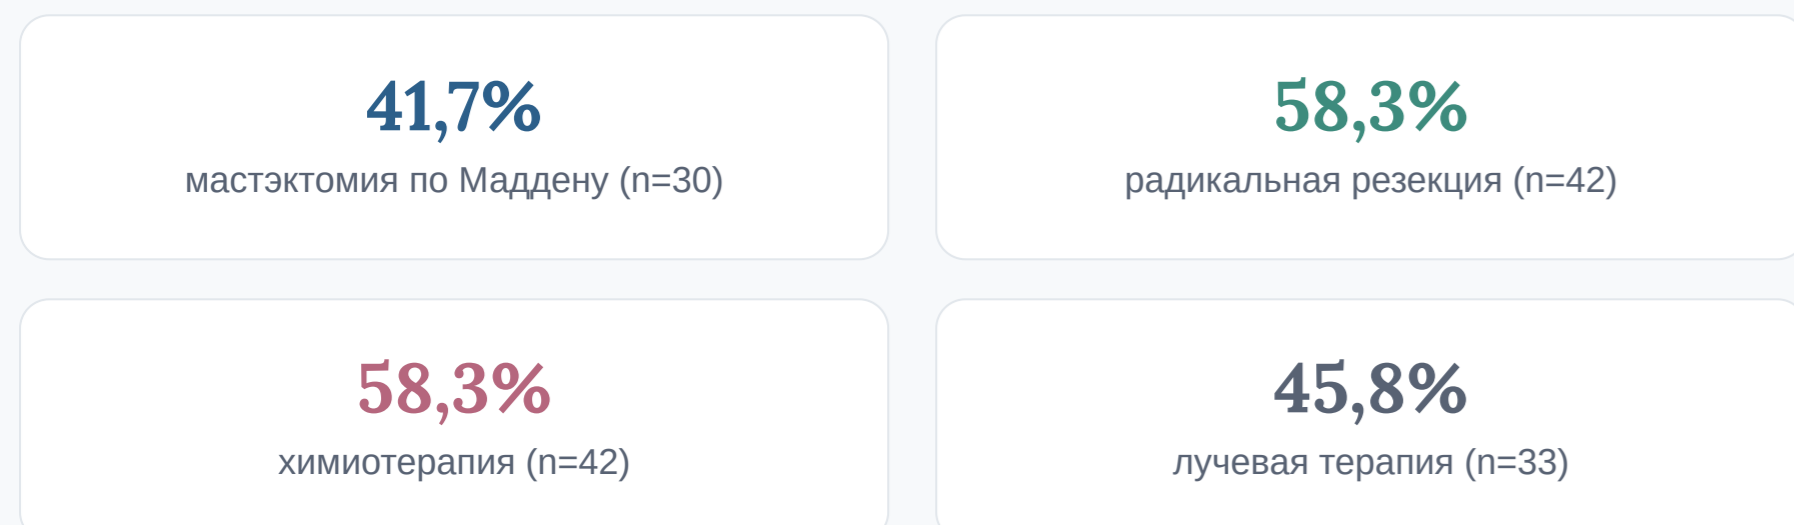 41,7%
мастэктомия по Маддену (n=30)
58,3%
радикальная резекция (n=42)
58,3%
химиотерапия (n=42)
45,8%
лучевая терапия (n=33)